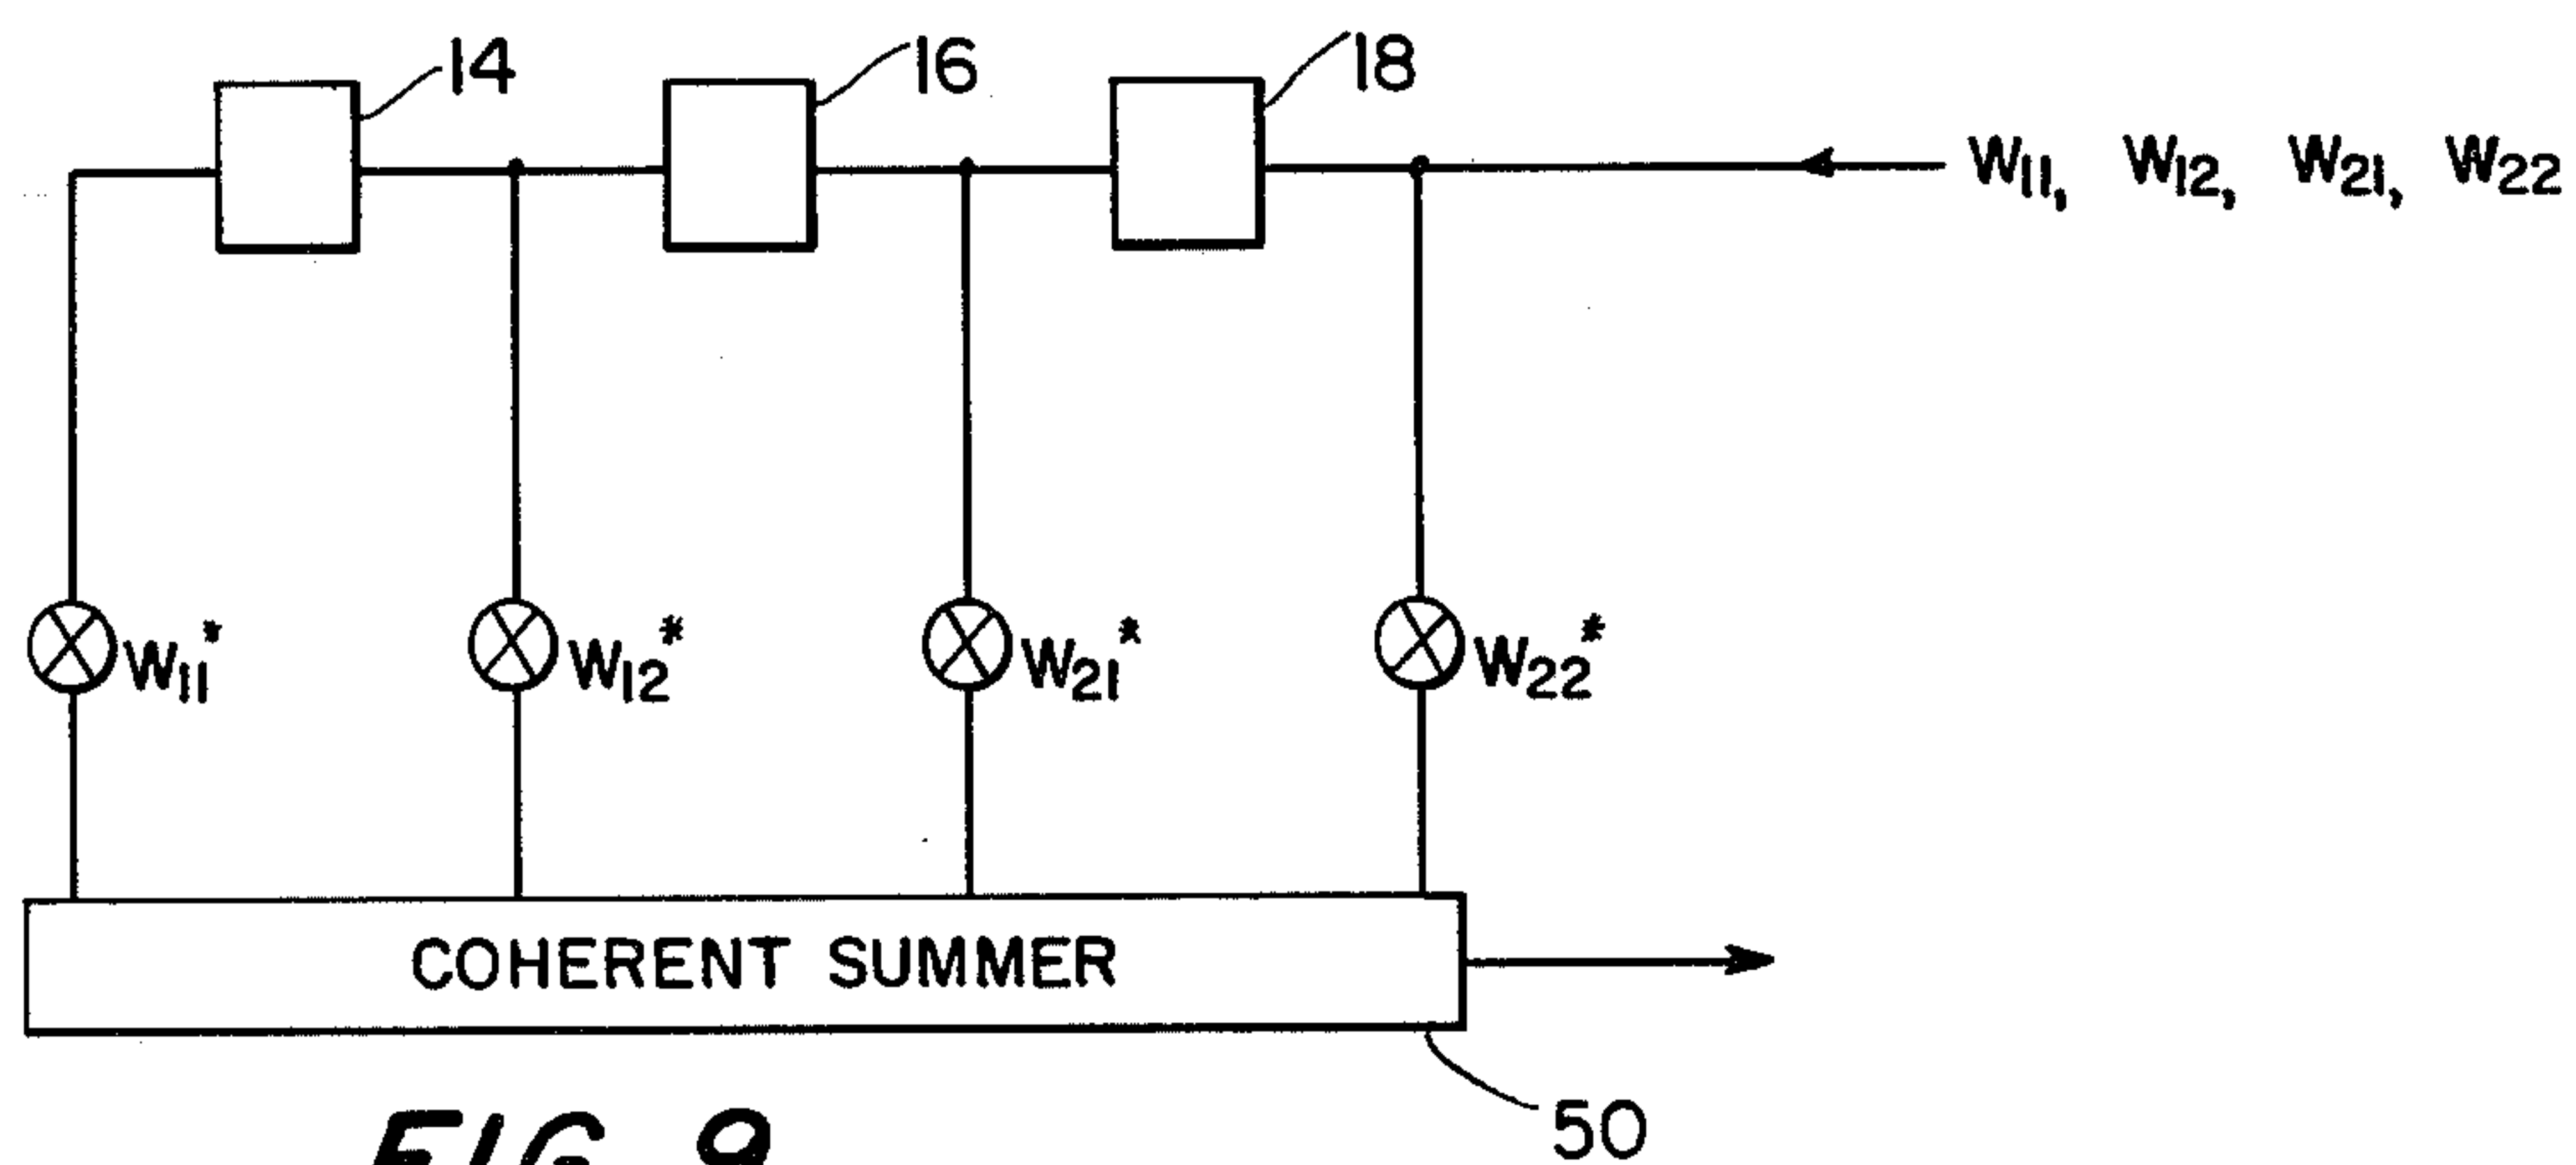 14
16
18
W11, W12, W21, W22
W11*
W12*
W21*
W22*
COHERENT SUMMER
50